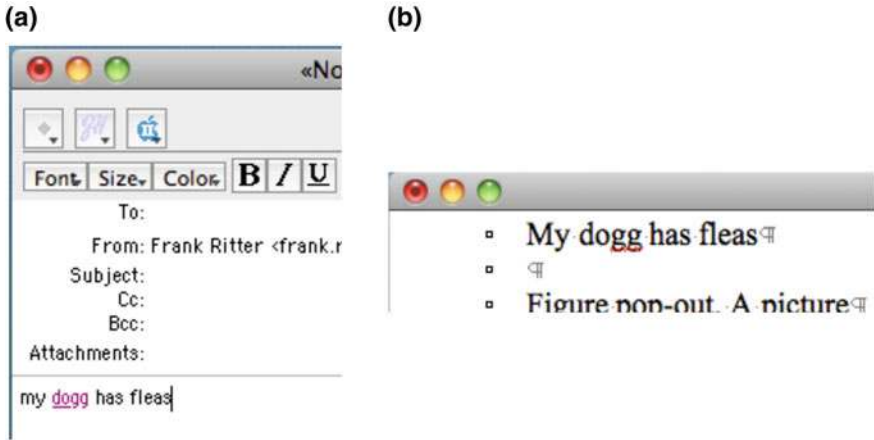 (a)
«No
Font Size Color B I U
To:
From: Frank Ritter <frank.r
Subject:
Cc:
Bcc:
Attachments:
my dogg has fleas
(b)
My dogg has fleas¶
¶
Figure pop-out. A picture¶